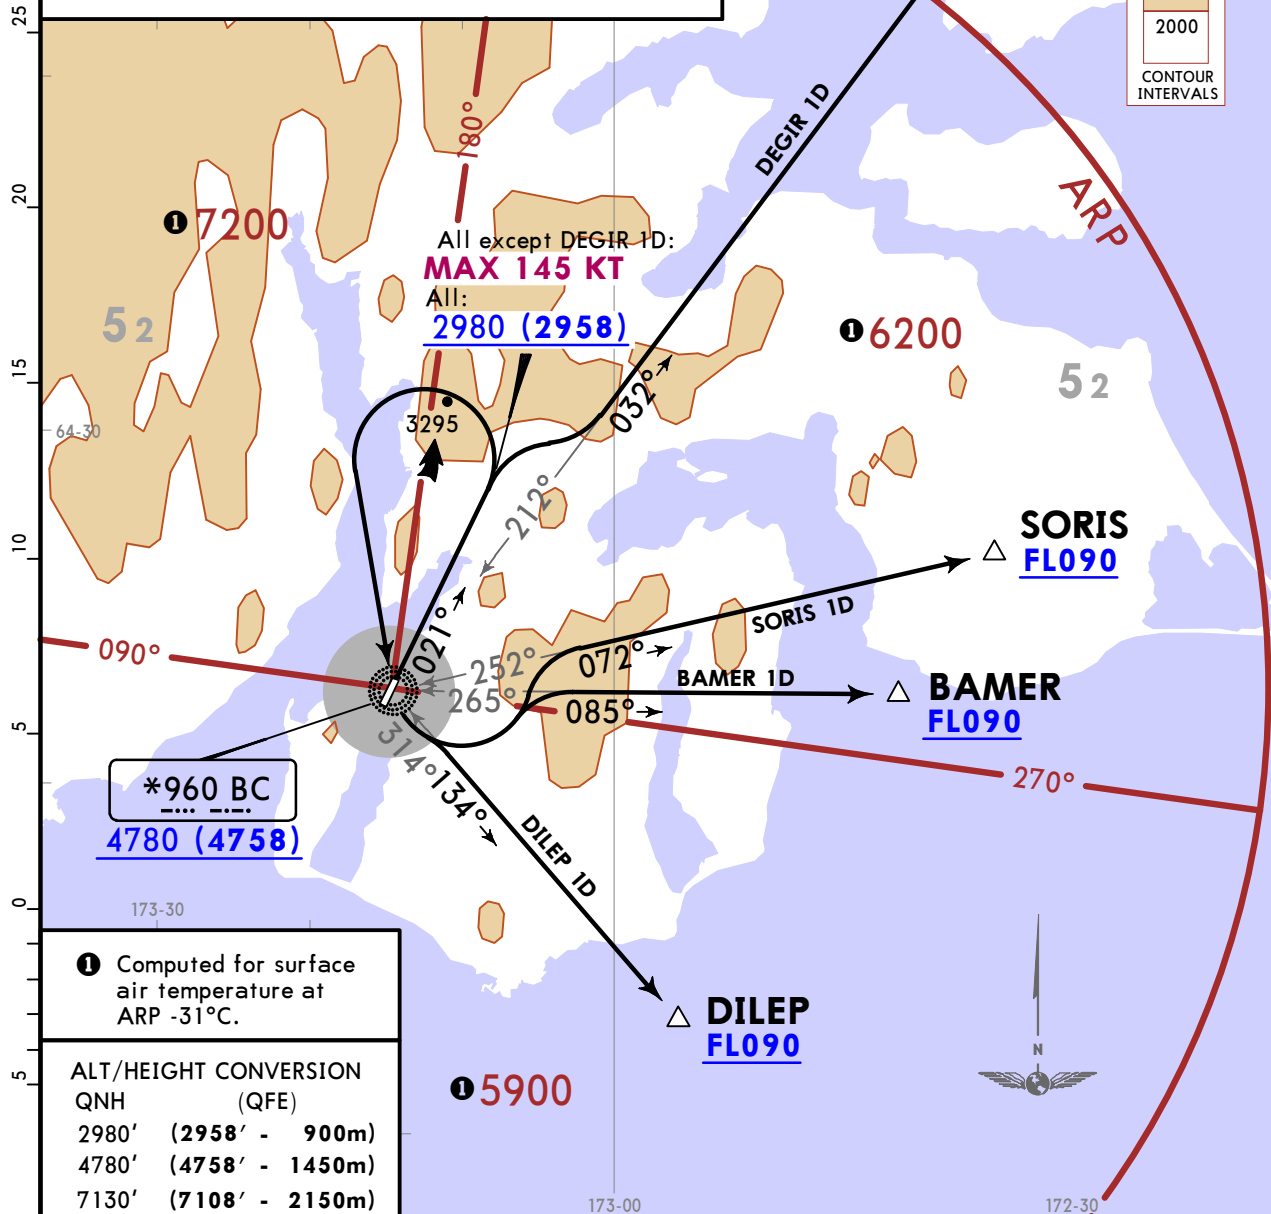 25
20
15
10
5
0
5
2000
CONTOUR
INTERVALS
ARP
180°
DEGIR 1D
❶ 7200
All except DEGIR 1D:
MAX 145 KT
All:
2980 (2958)
5 2
❶ 6200
5 2
64-30
3295
032°
212°
SORIS
FL090
021°
SORIS 1D
252°
072°
090°
BAMER 1D
BAMER
FL090
265°
085°
270°
314°
134°
*960 BC
4780 (4758)
DILEP 1D
173-30
❶ Computed for surface
air temperature at
ARP -31°C.
DILEP
FL090
N
❶ 5900
ALT/HEIGHT CONVERSION
QNH (QFE)
2980' (2958' - 900m)
4780' (4758' - 1450m)
7130' (7108' - 2150m)
173-00
172-30